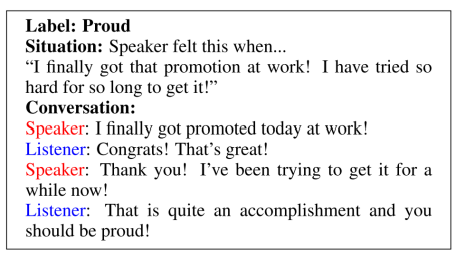 Label: Proud
Situation: Speaker felt this when...
“I finally got that promotion at work! I have tried so
hard for so long to get it!”
Conversation:
Speaker: I finally got promoted today at work!
Listener: Congrats! That’s great!
Speaker: Thank you! I’ve been trying to get it for a
while now!
Listener: That is quite an accomplishment and you
should be proud!